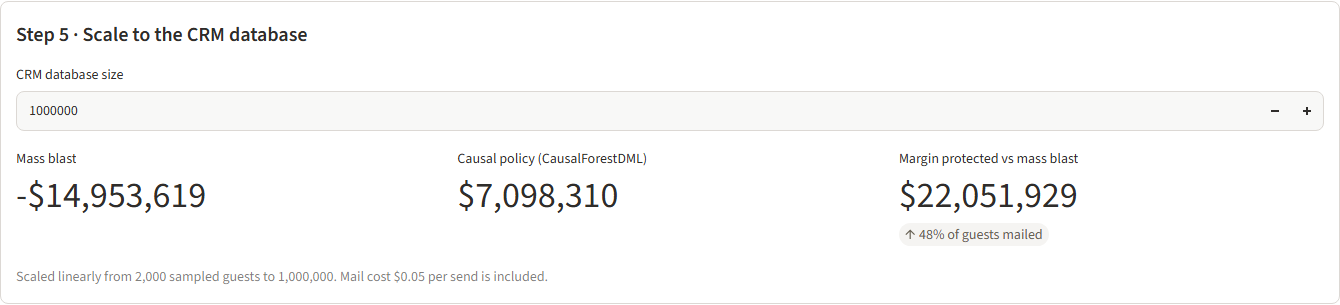 Step 5 · Scale to the CRM database
CRM database size
1000000
− +
Mass blast
Causal policy (CausalForestDML)
Margin protected vs mass blast
-$14,953,619
$7,098,310
$22,051,929
↑ 48% of guests mailed
Scaled linearly from 2,000 sampled guests to 1,000,000. Mail cost $0.05 per send is included.